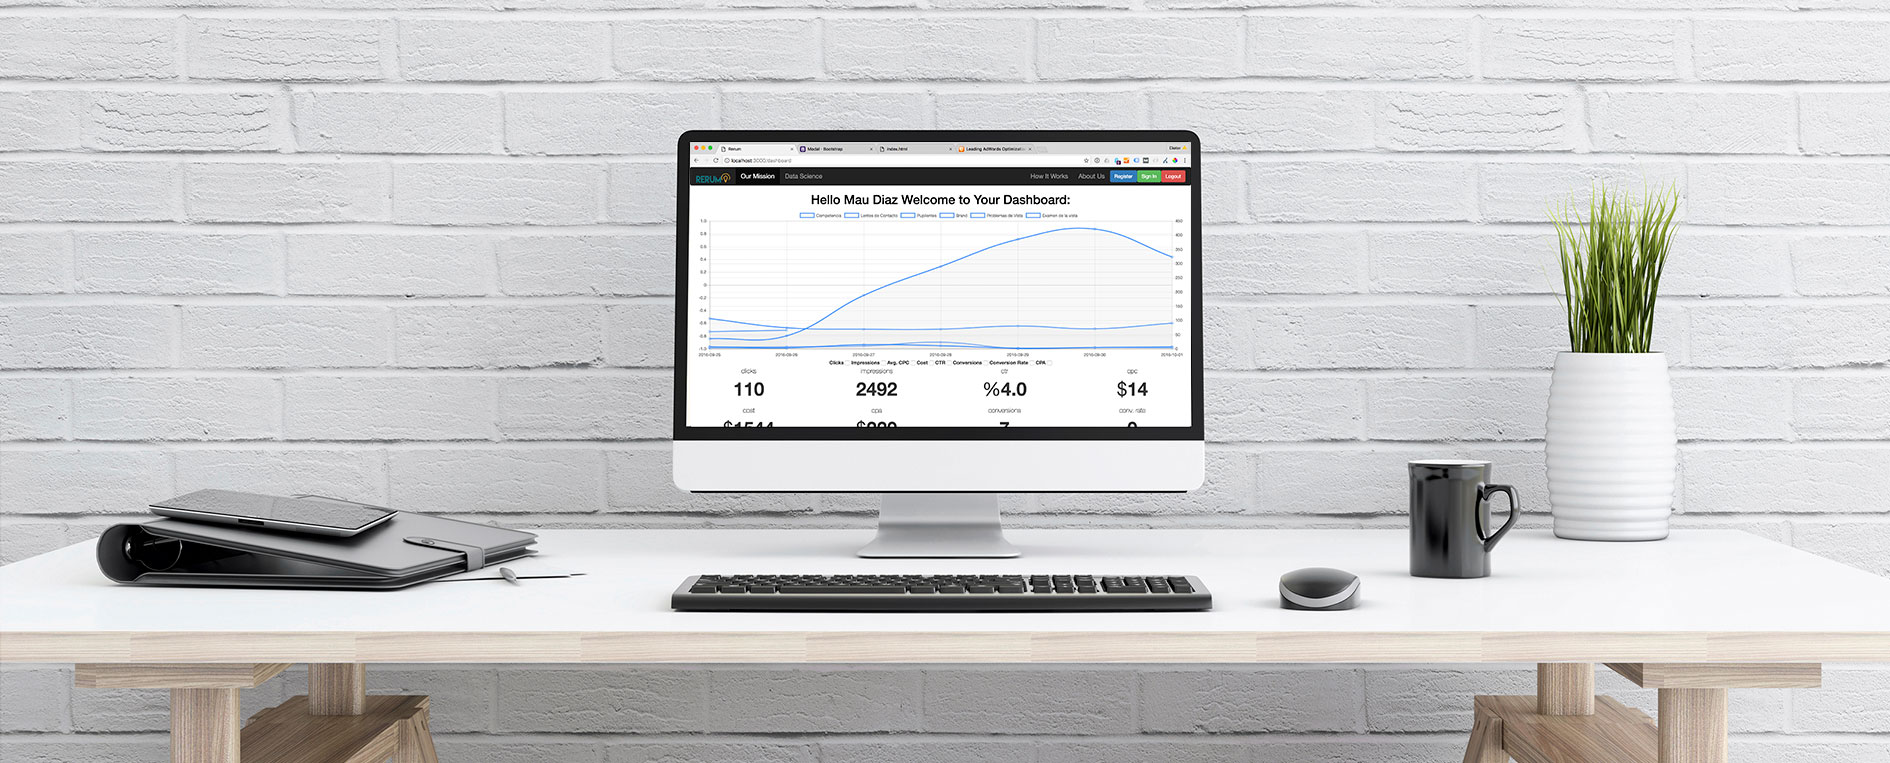 Rerum
Modal · Bootstrap
index.html
Leading AdWords Optimizati
localhost:3000/dashboard
RERUM
Our Mission
Data Science
How It Works
About Us
Register
Sign In
Logout
Hello Mau Diaz Welcome to Your Dashboard:
Competencia
Lentes de Contacto
Pupilentes
Brand
Problemas de Vista
Examen de la vista
1.0
0.8
0.6
0.4
0.2
0
-0.2
-0.4
-0.6
-0.8
-1.0
450
400
350
300
250
200
150
100
50
0
2016-09-25
2016-09-26
2016-09-27
2016-09-28
2016-09-29
2016-09-30
2016-10-01
Clicks Impressions Avg. CPC Cost CTR Conversions Conversion Rate CPA
clicks impressions ctr cpc
110 2492 %4.0 $14
cost cpa conversions conv. rate
$1544 7